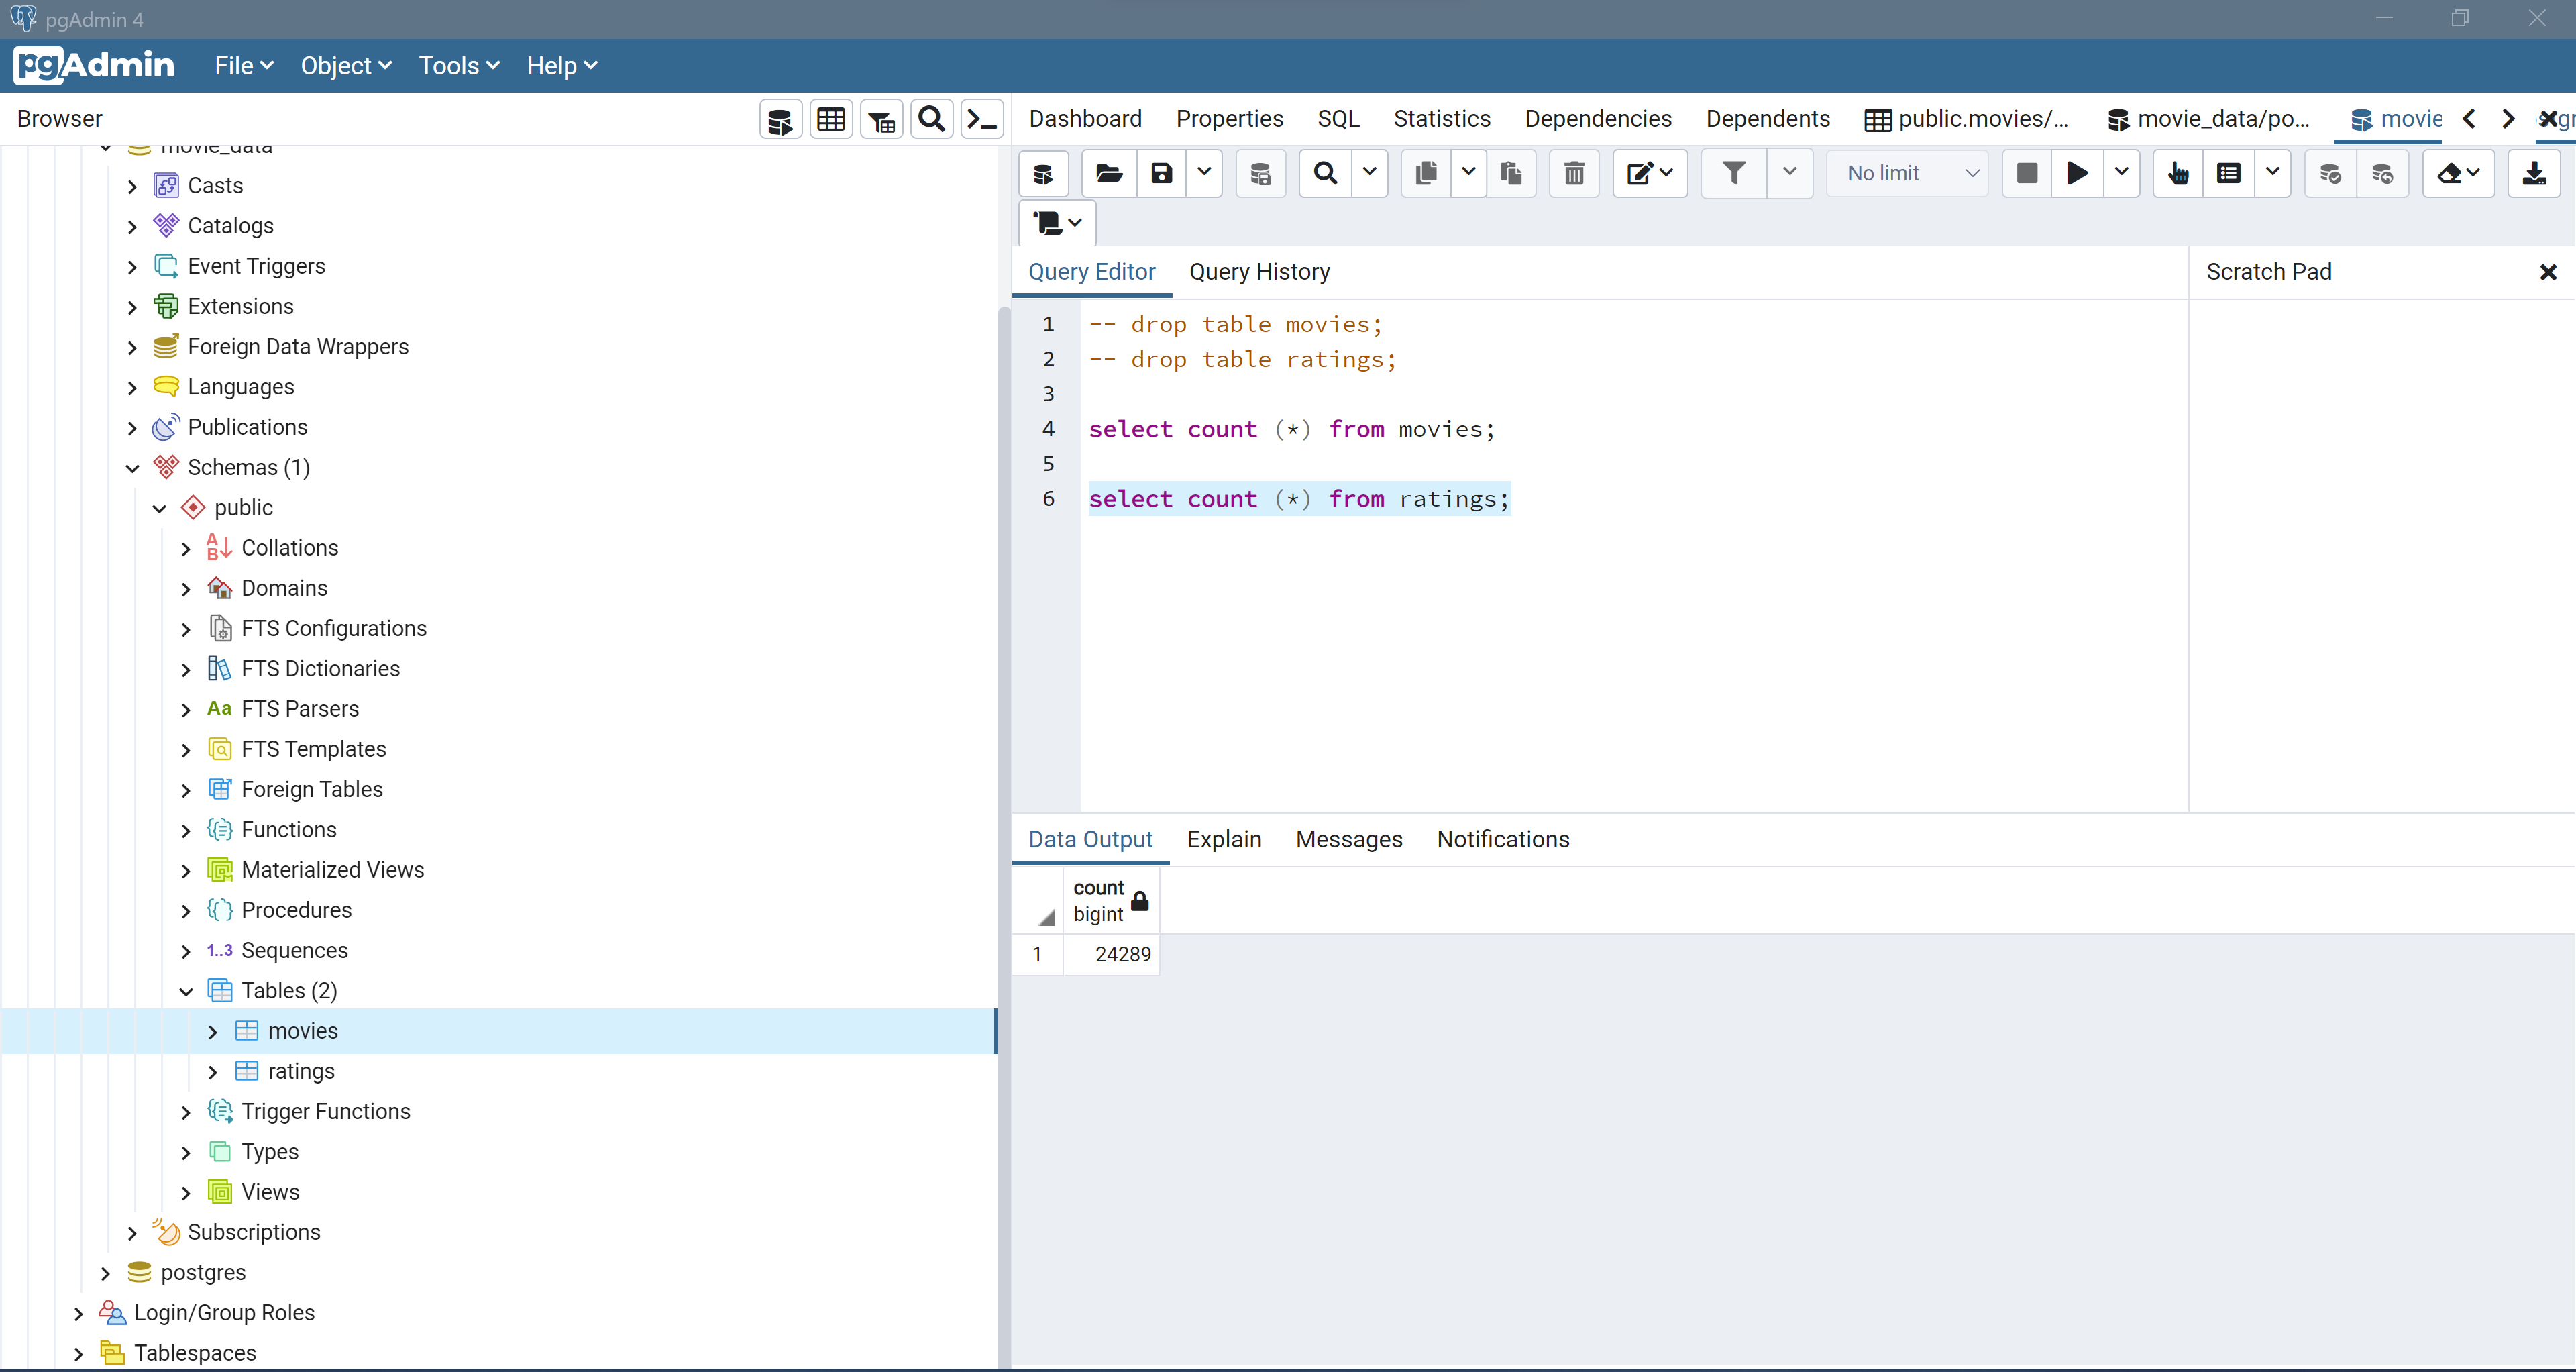 pgAdmin 4
pgAdmin File Object Tools Help
Browser
movie_data
Casts
Catalogs
Event Triggers
Extensions
Foreign Data Wrappers
Languages
Publications
Schemas (1)
public
Collations
Domains
FTS Configurations
FTS Dictionaries
Aa FTS Parsers
FTS Templates
Foreign Tables
Functions
Materialized Views
Procedures
1..3 Sequences
Tables (2)
movies
ratings
Trigger Functions
Types
Views
Subscriptions
postgres
Login/Group Roles
Tablespaces
Dashboard Properties SQL Statistics Dependencies Dependents public.movies/... movie_data/po... movie
No limit
Query Editor Query History
Scratch Pad
1 -- drop table movies;
2 -- drop table ratings;
3
4 select count (*) from movies;
5
6 select count (*) from ratings;
Data Output Explain Messages Notifications
count
bigint
1 24289